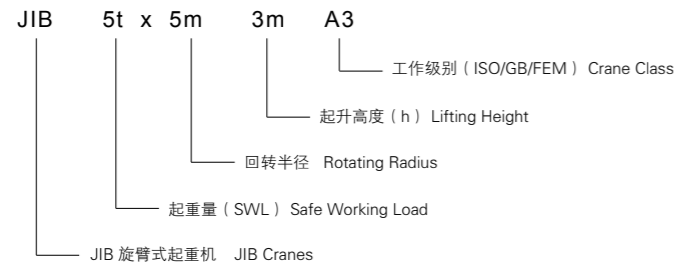 JIB 5t x 5m 3m A3
工作级别（ISO/GB/FEM） Crane Class
起升高度（h） Lifting Height
回转半径 Rotating Radius
起重量（SWL） Safe Working Load
JIB 旋臂式起重机 JIB Cranes